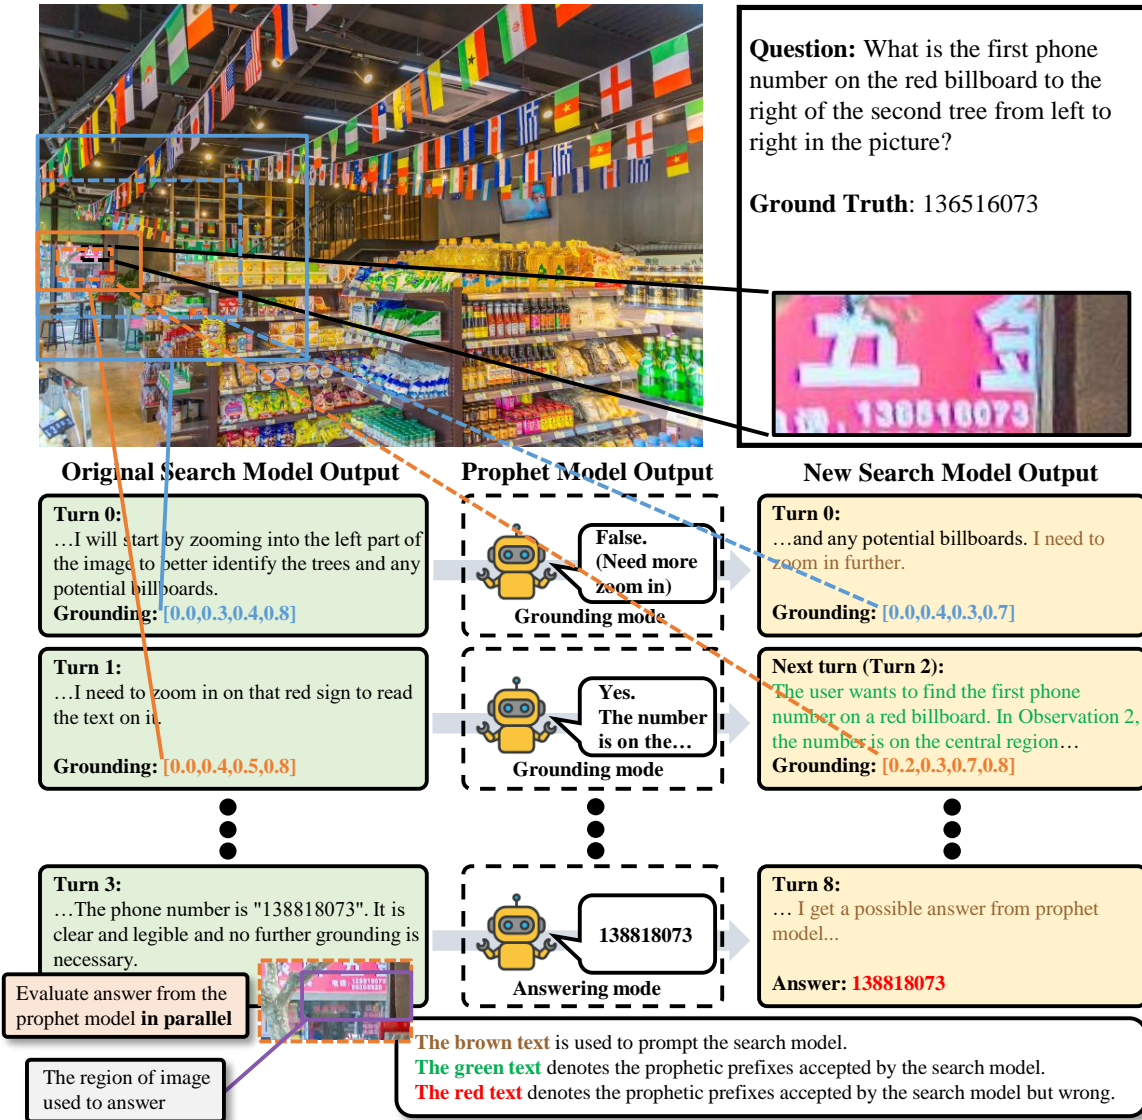 Question: What is the first phone
number on the red billboard to the
right of the second tree from left to
right in the picture?
Ground Truth: 136516073
五
138818073
Original Search Model Output
Prophet Model Output
New Search Model Output
Turn 0:
…I will start by zooming into the left part of
the image to better identify the trees and any
potential billboards.
Grounding: [0.0,0.3,0.4,0.8]
False.
(Need more
zoom in)
Grounding mode
Turn 0:
…and any potential billboards. I need to
zoom in further.
Grounding: [0.0,0.4,0.3,0.7]
Turn 1:
…I need to zoom in on that red sign to read
the text on it.
Grounding: [0.0,0.4,0.5,0.8]
Yes.
The number
is on the…
Grounding mode
Next turn (Turn 2):
The user wants to find the first phone
number on a red billboard. In Observation 2,
the number is on the central region…
Grounding: [0.2,0.3,0.7,0.8]
Turn 3:
…The phone number is "138818073". It is
clear and legible and no further grounding is
necessary.
138818073
Answering mode
Turn 8:
… I get a possible answer from prophet
model...
Answer: 138818073
Evaluate answer from the
prophet model in parallel
The region of image
used to answer
The brown text is used to prompt the search model.
The green text denotes the prophetic prefixes accepted by the search model.
The red text denotes the prophetic prefixes accepted by the search model but wrong.